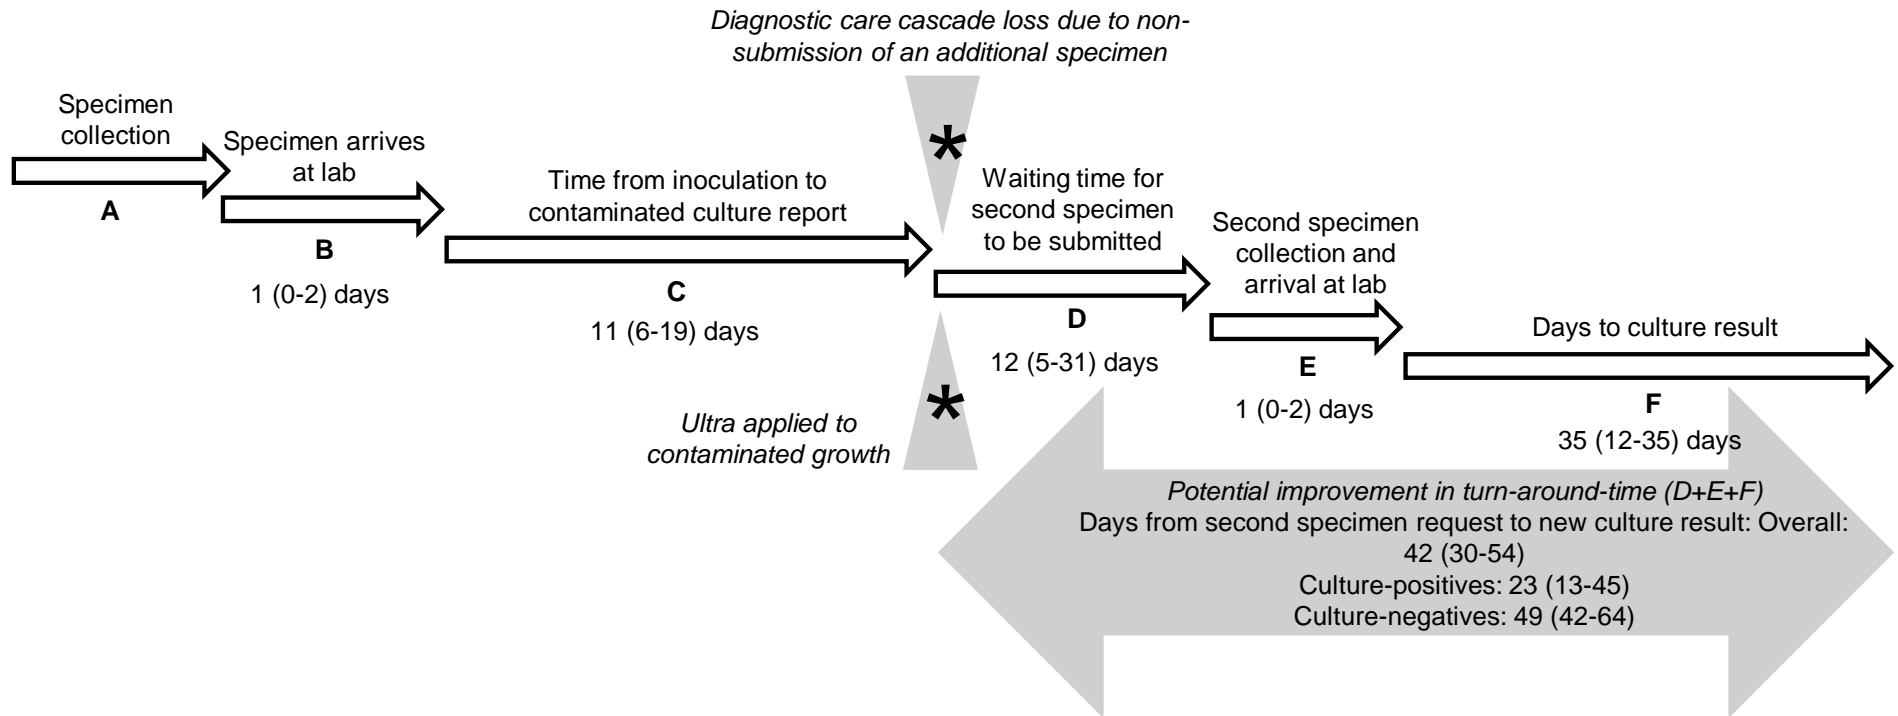 Diagnostic care cascade loss due to non-
submission of an additional specimen
*
Specimen
collection
A
Specimen arrives
at lab
B
1 (0-2) days
Time from inoculation to
contaminated culture report
C
11 (6-19) days
Waiting time for
second specimen
to be submitted
D
12 (5-31) days
Second specimen
collection and
arrival at lab
E
1 (0-2) days
Days to culture result
F
35 (12-35) days
*
Ultra applied to
contaminated growth
Potential improvement in turn-around-time (D+E+F)
Days from second specimen request to new culture result: Overall:
42 (30-54)
Culture-positives: 23 (13-45)
Culture-negatives: 49 (42-64)